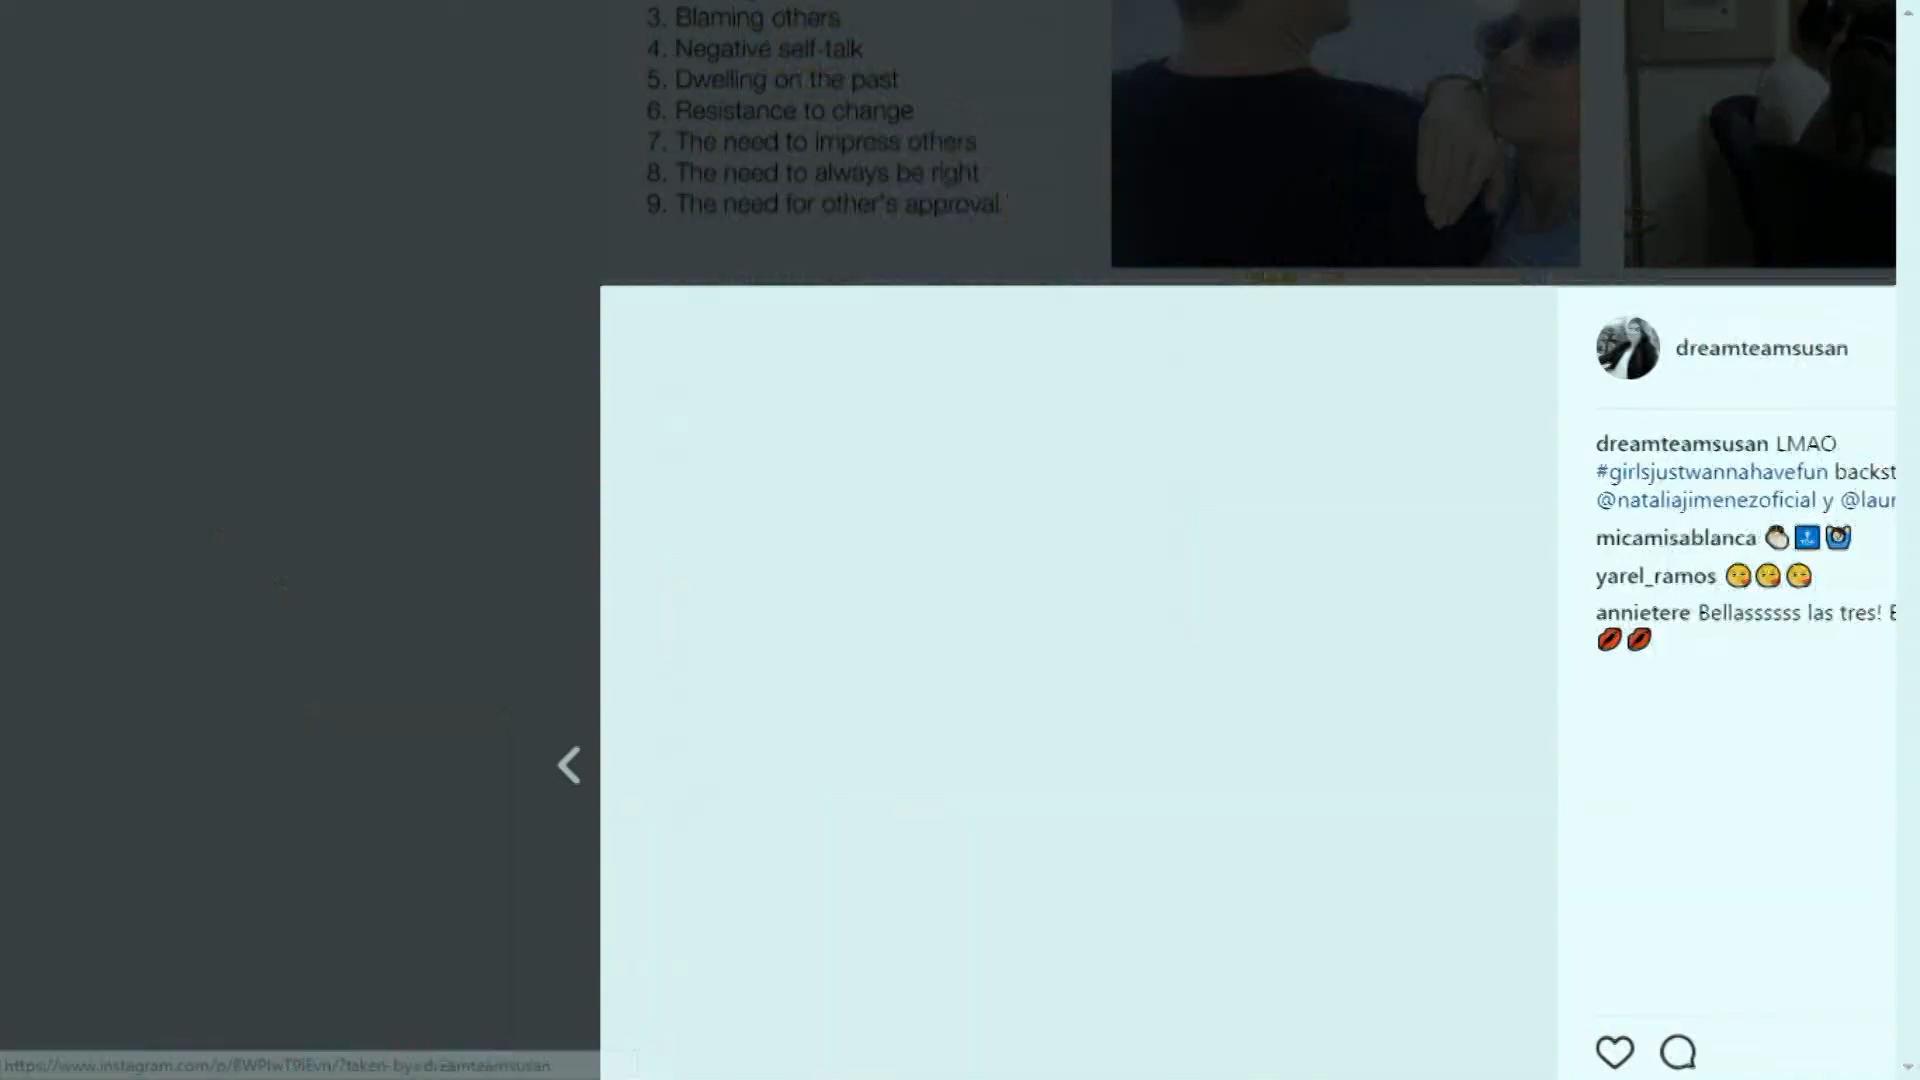 3. Blaming others
4. Negative self-talk
5. Dwelling on the past
6. Resistance to change
7. The need to impress others
8. The need to always be right
9. The need for other's approval.
dreamteamsusan
dreamteamsusan LMAO
#girlsjustwannahavefun backst
@nataliajimenezoficial y @laur
micamisablanca
yarel_ramos
annietere Bellassssss las tres! E